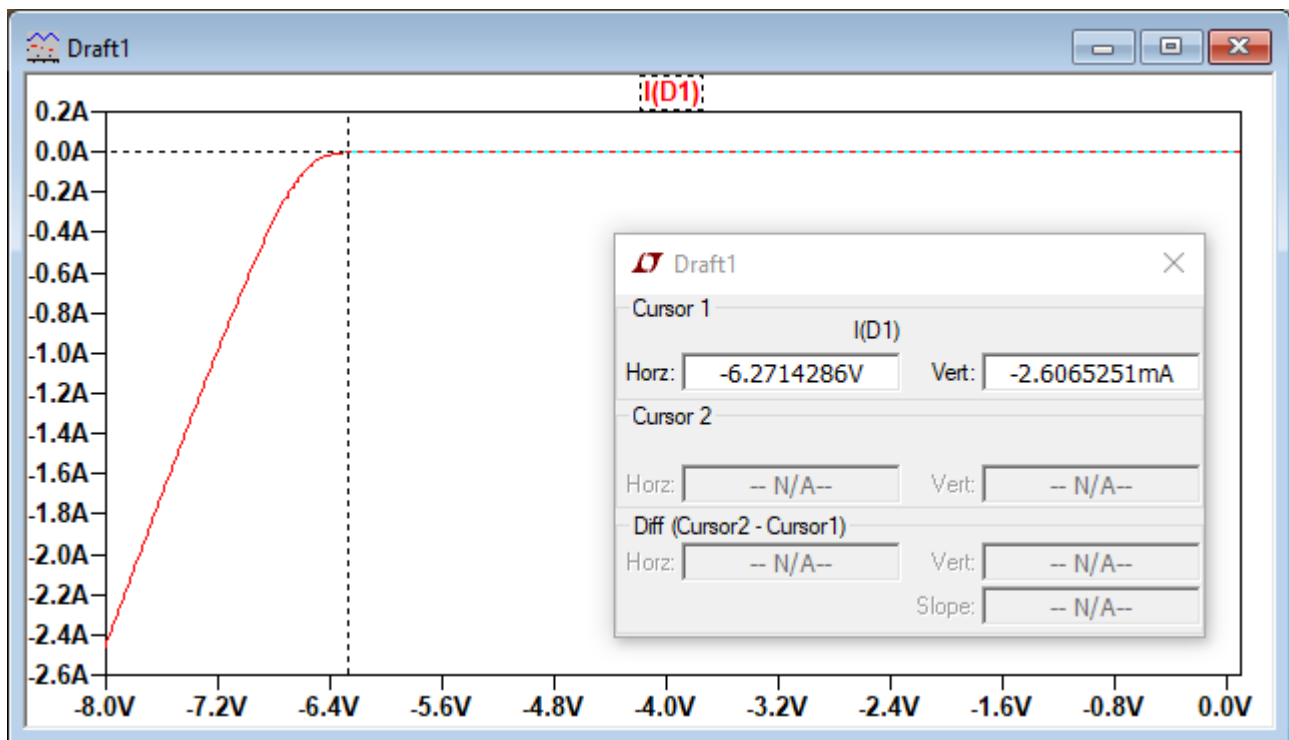 Draft1
I(D1)
0.2A
0.0A
-0.2A
-0.4A
-0.6A
-0.8A
-1.0A
-1.2A
-1.4A
-1.6A
-1.8A
-2.0A
-2.2A
-2.4A
-2.6A
-8.0V -7.2V -6.4V -5.6V -4.8V -4.0V -3.2V -2.4V -1.6V -0.8V 0.0V
Draft1
Cursor 1
I(D1)
Horz: -6.2714286V Vert: -2.6065251mA
Cursor 2
Horz: -- N/A-- Vert: -- N/A--
Diff (Cursor2 - Cursor1)
Horz: -- N/A-- Vert: -- N/A--
Slope: -- N/A--